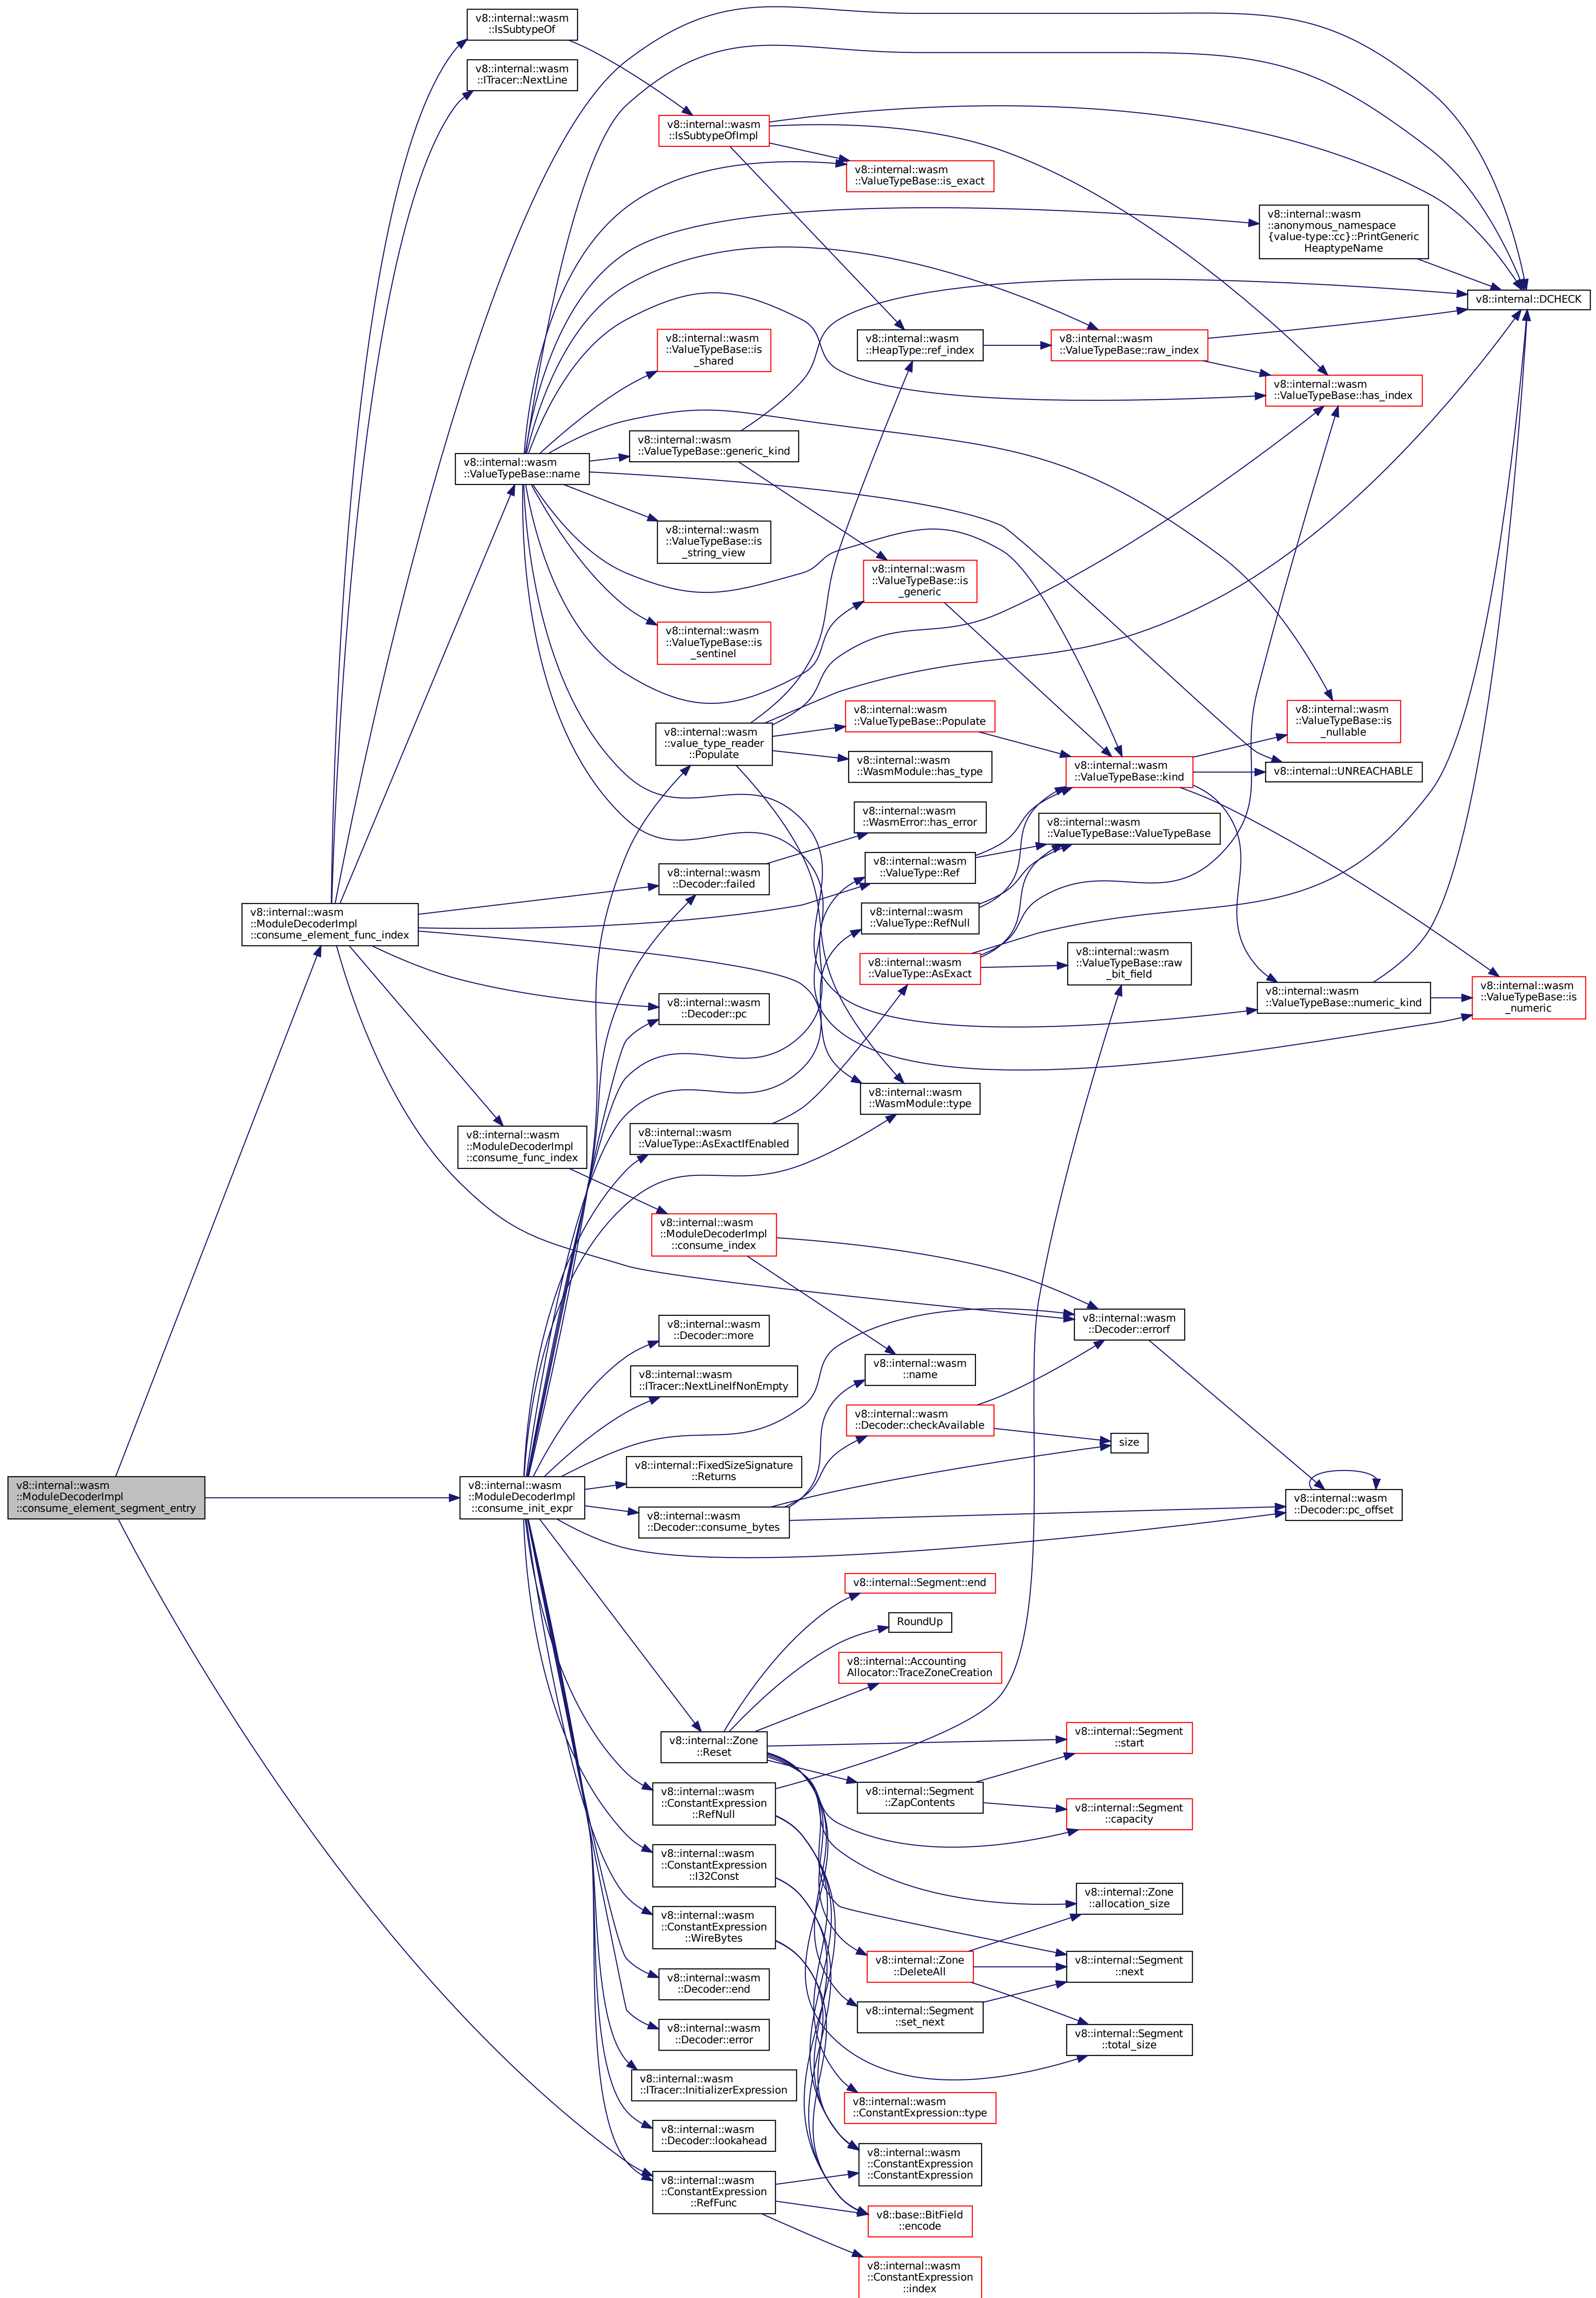 v8::internal::wasm
::IsSubtypeOf
v8::internal::wasm
::ITracer::NextLine
v8::internal::wasm
::IsSubtypeOfImpl
v8::internal::wasm
::ValueTypeBase::is_exact
v8::internal::wasm
::anonymous_namespace
{value-type::cc}::PrintGeneric
HeaptypeName
v8::internal::DCHECK
v8::internal::wasm
::ValueTypeBase::is
_shared
v8::internal::wasm
::HeapType::ref_index
v8::internal::wasm
::ValueTypeBase::raw_index
v8::internal::wasm
::ValueTypeBase::has_index
v8::internal::wasm
::ValueTypeBase::generic_kind
v8::internal::wasm
::ValueTypeBase::name
v8::internal::wasm
::ValueTypeBase::is
_string_view
v8::internal::wasm
::ValueTypeBase::is
_generic
v8::internal::wasm
::ValueTypeBase::is
_sentinel
v8::internal::wasm
::ValueTypeBase::Populate
v8::internal::wasm
::ValueTypeBase::is
_nullable
v8::internal::wasm
::value_type_reader
::Populate
v8::internal::wasm
::WasmModule::has_type
v8::internal::wasm
::ValueTypeBase::kind
v8::internal::UNREACHABLE
v8::internal::wasm
::WasmError::has_error
v8::internal::wasm
::ValueTypeBase::ValueTypeBase
v8::internal::wasm
::Decoder::failed
v8::internal::wasm
::ValueType::Ref
v8::internal::wasm
::ModuleDecoderImpl
::consume_element_func_index
v8::internal::wasm
::ValueType::RefNull
v8::internal::wasm
::ValueType::AsExact
v8::internal::wasm
::ValueTypeBase::raw
_bit_field
v8::internal::wasm
::Decoder::pc
v8::internal::wasm
::ValueTypeBase::numeric_kind
v8::internal::wasm
::ValueTypeBase::is
_numeric
v8::internal::wasm
::WasmModule::type
v8::internal::wasm
::ModuleDecoderImpl
::consume_func_index
v8::internal::wasm
::ValueType::AsExactIfEnabled
v8::internal::wasm
::ModuleDecoderImpl
::consume_index
v8::internal::wasm
::Decoder::more
v8::internal::wasm
::Decoder::errorf
v8::internal::wasm
::ITracer::NextLineIfNonEmpty
v8::internal::wasm
::name
v8::internal::wasm
::Decoder::checkAvailable
size
v8::internal::FixedSizeSignature
::Returns
v8::internal::wasm
::ModuleDecoderImpl
::consume_element_segment_entry
v8::internal::wasm
::ModuleDecoderImpl
::consume_init_expr
v8::internal::wasm
::Decoder::consume_bytes
v8::internal::wasm
::Decoder::pc_offset
v8::internal::Segment::end
RoundUp
v8::internal::Accounting
Allocator::TraceZoneCreation
v8::internal::Zone
::Reset
v8::internal::Segment
::start
v8::internal::Segment
::ZapContents
v8::internal::Segment
::capacity
v8::internal::wasm
::ConstantExpression
::RefNull
v8::internal::wasm
::ConstantExpression
::I32Const
v8::internal::Zone
::allocation_size
v8::internal::wasm
::ConstantExpression
::WireBytes
v8::internal::Zone
::DeleteAll
v8::internal::Segment
::next
v8::internal::wasm
::Decoder::end
v8::internal::Segment
::set_next
v8::internal::wasm
::Decoder::error
v8::internal::Segment
::total_size
v8::internal::wasm
::ITracer::InitializerExpression
v8::internal::wasm
::ConstantExpression::type
v8::internal::wasm
::Decoder::lookahead
v8::internal::wasm
::ConstantExpression
::ConstantExpression
v8::internal::wasm
::ConstantExpression
::RefFunc
v8::base::BitField
::encode
v8::internal::wasm
::ConstantExpression
::index